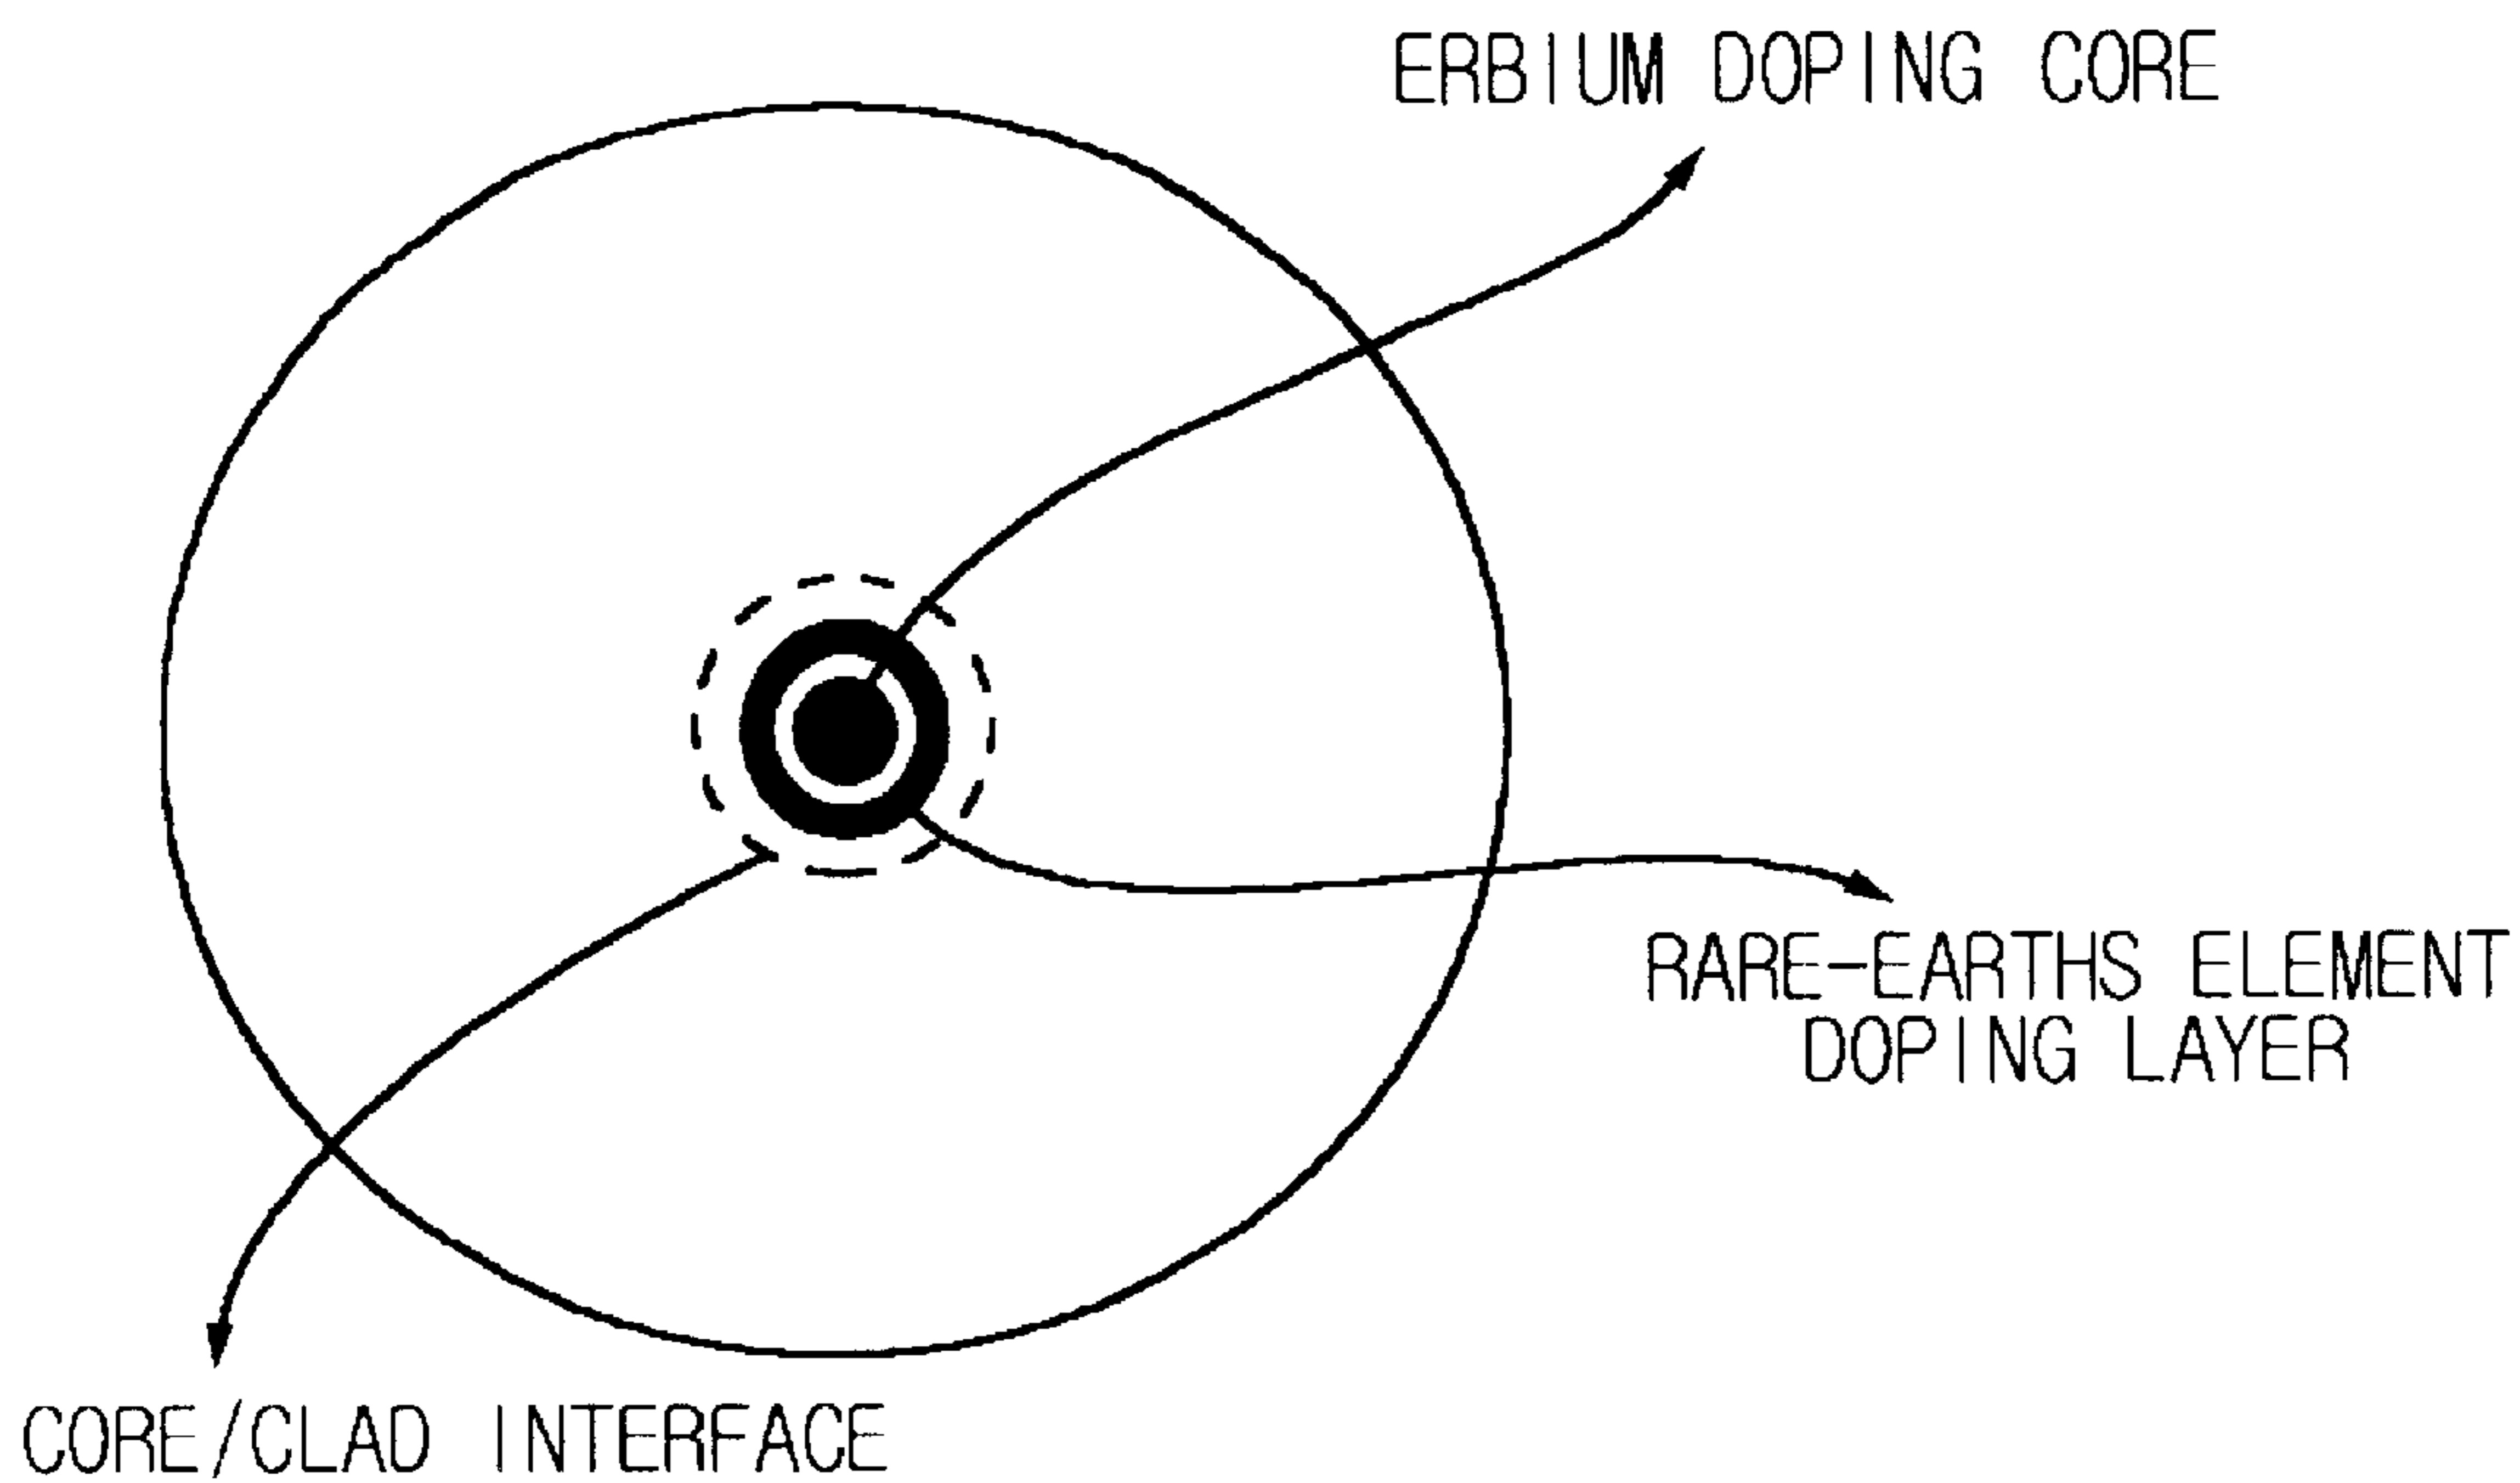 ERBIUM DOPING CORE
RARE-EARTHS ELEMENT
DOPING LAYER
CORE/CLAD INTERFACE